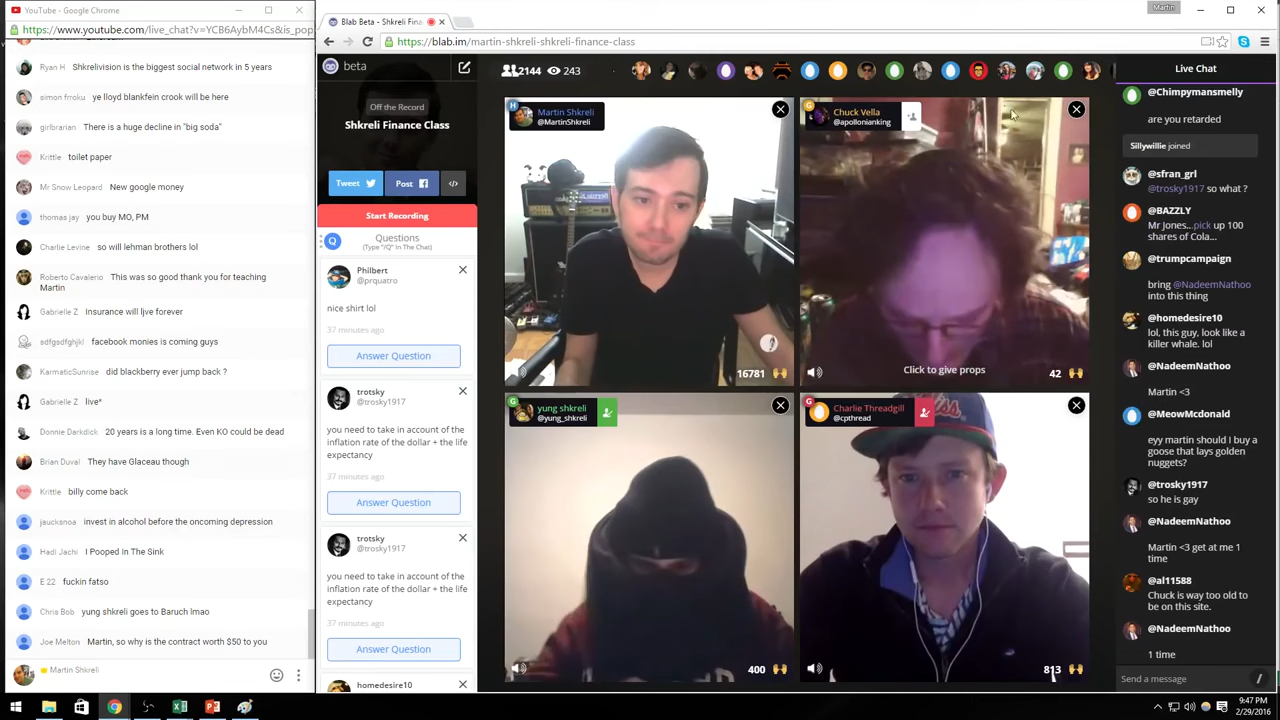 YouTube - Google Chrome
https://www.youtube.com/live_chat?v=YCB6AybM4Cs&is_pop
Ryan H Shkrelivision is the biggest social network in 5 years
simon frroku ye lloyd blankfein crook will be here
girlbrarian There is a huge decline in "big soda"
Krittle toilet paper
Mr Snow Leopard New google money
thomas jay you buy MO, PM
Charlie Levine so will lehman brothers lol
Roberto Cavalerio This was so good thank you for teaching
Martin
Gabrielle Z Insurance will live forever
sdfgsdfghjkl facebook monies is coming guys
KarmaticSunrise did blackberry ever jump back ?
Gabrielle Z live*
Donnie Darkdick 20 years is a long time. Even KO could be dead
Brian Duval They have Glaceau though
Krittle billy come back
jaucksnoa invest in alcohol before the oncoming depression
Hadi Jachi I Pooped In The Sink
E 22 fuckin fatso
Chris Bob yung shkreli goes to Baruch lmao
Joe Melton Martin, so why is the contract worth $50 to you
Martin Shkreli
Blab Beta - Shkreli Fina
Martin
https://blab.im/martin-shkreli-shkreli-finance-class
beta
2144 243
Off the Record
Shkreli Finance Class
Tweet Post </>
Start Recording
Q Questions
(Type "/Q" in The Chat)
Philbert
@prquatro
nice shirt lol
37 minutes ago
Answer Question
trotsky
@trosky1917
you need to take in account of the
inflation rate of the dollar + the life
expectancy
37 minutes ago
Answer Question
trotsky
@trosky1917
you need to take in account of the
inflation rate of the dollar + the life
expectancy
37 minutes ago
Answer Question
homedesire10
H Martin Shkreli
@MartinShkreli
16781
G Chuck Vella
@apollonianking
Click to give props
42
G yung shkreli
@yung_shkreli
400
G Charlie Threadgill
@cpthread
813
Live Chat
@Chimpymansmelly
are you retarded
Sillywillie joined
@sfran_grl
@trosky1917 so what ?
@BAZZLY
Mr Jones..pick up 100
shares of Cola...
@trumpcampaign
bring @NadeemNathoo
into this thing
@homedesire10
lol, this guy, look like a
killer whale. lol
@NadeemNathoo
Martin <3
@MeowMcdonald
eyy martin should I buy a
goose that lays golden
nuggets?
@trosky1917
so he is gay
@NadeemNathoo
Martin <3 get at me 1
time
@al11588
Chuck is way too old to
be on this site.
@NadeemNathoo
1 time
Send a message
9:47 PM
2/29/2016